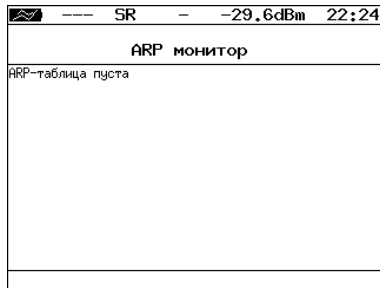 --- SR - -29.6dBm 22:24
ARP монитор
ARP-таблица пуста